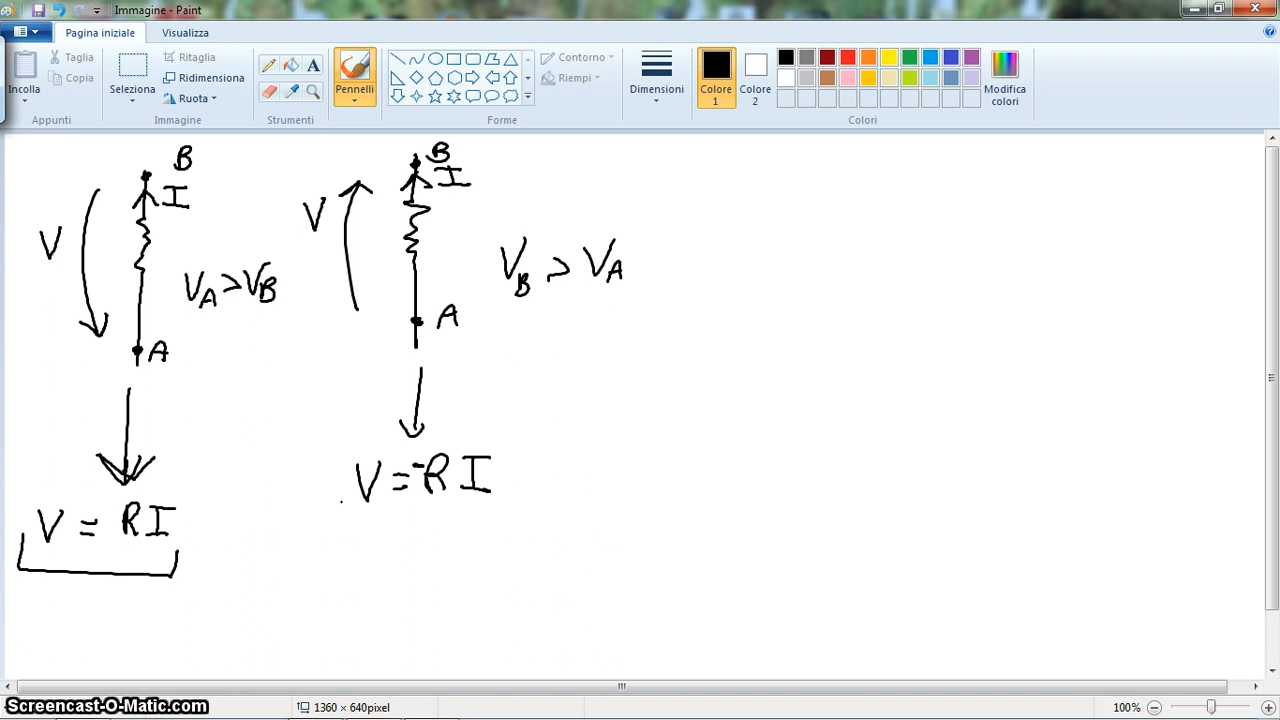 Immagine - Paint
Pagina iniziale
Visualizza
Incolla
Taglia
Copia
Appunti
Seleziona
Ritaglia
Ridimensiona
Ruota
Immagine
A
Strumenti
Pennelli
Contorno
Riempi
Forme
Dimensioni
Colore 1
Colore 2
Modifica colori
Colori
B
I
V
VA>VB
A
V = RI
B
I
V
VB > VA
A
V = -RI
Screencast-O-Matic.com
1360 × 640pixel
100%